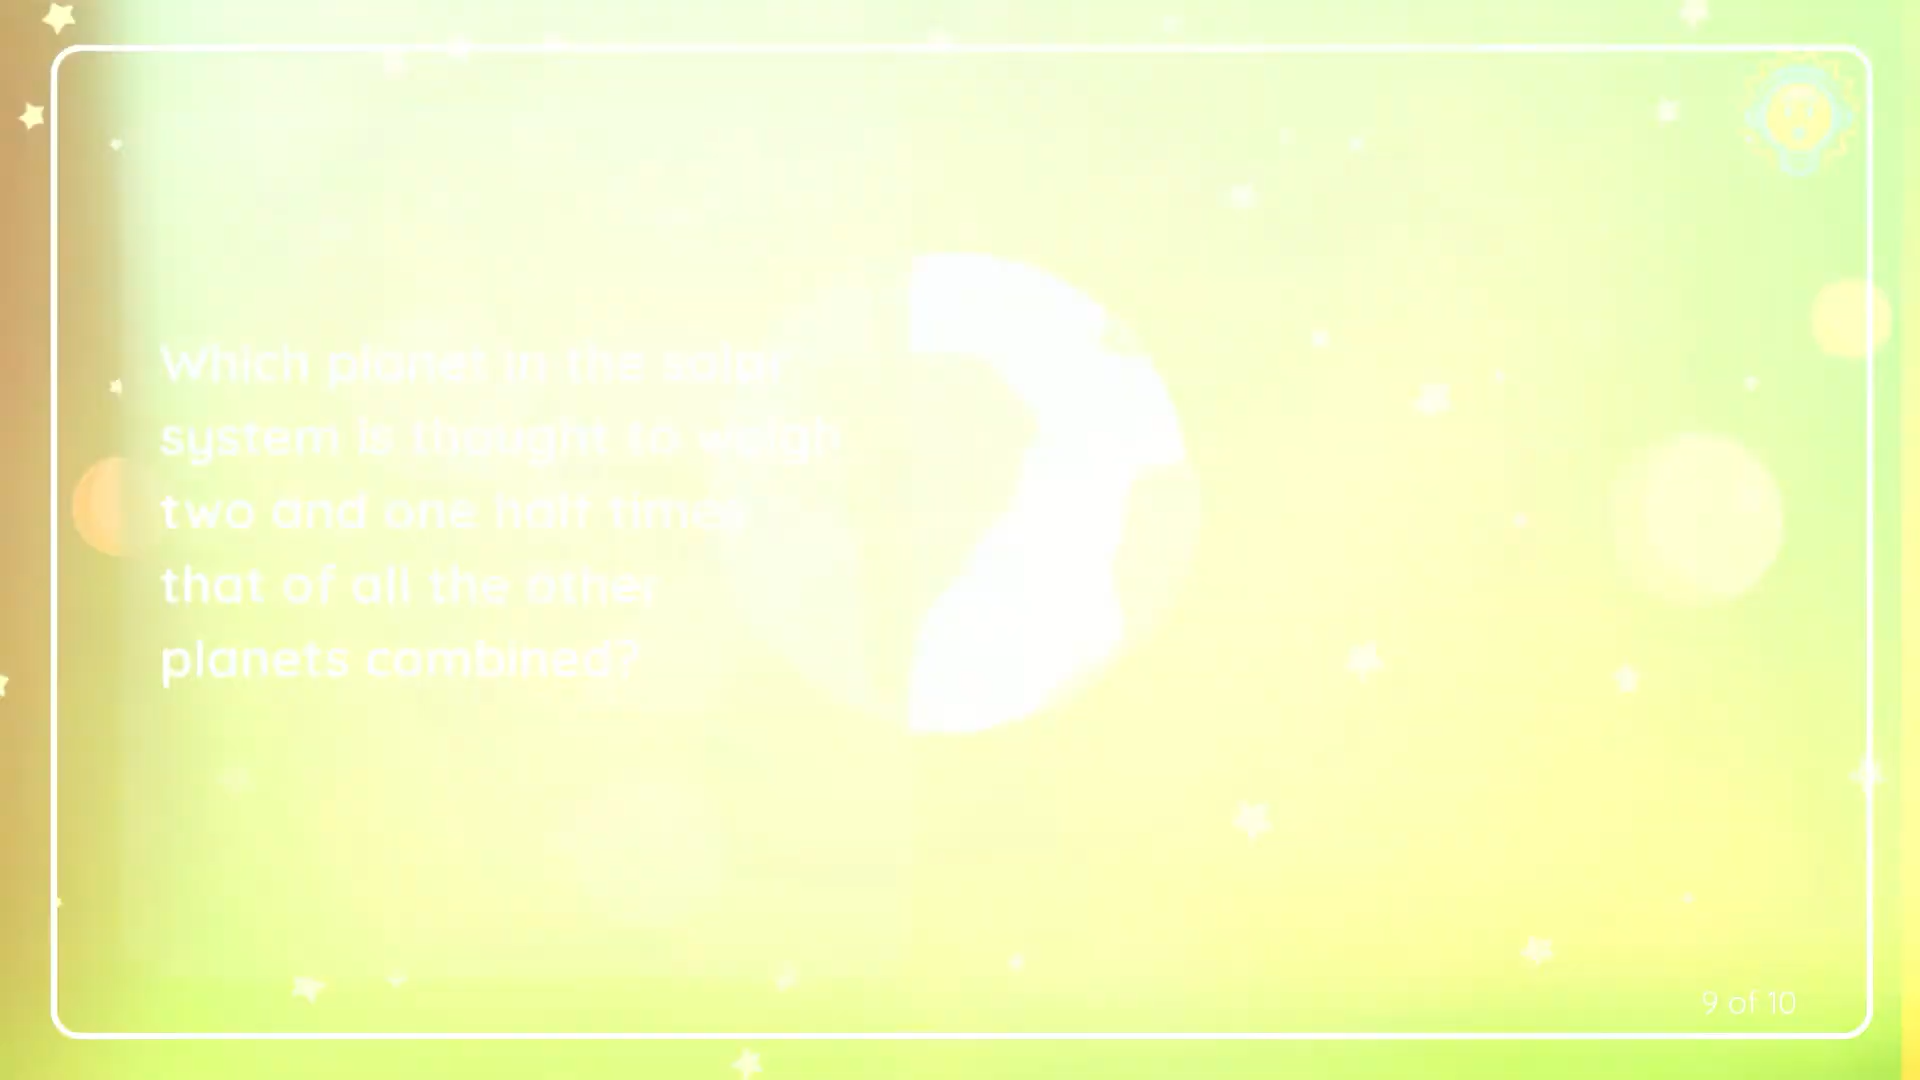 Which planet in the solar
system is thought to weigh
two and one half times
that of all the other
planets combined?
9 of 10